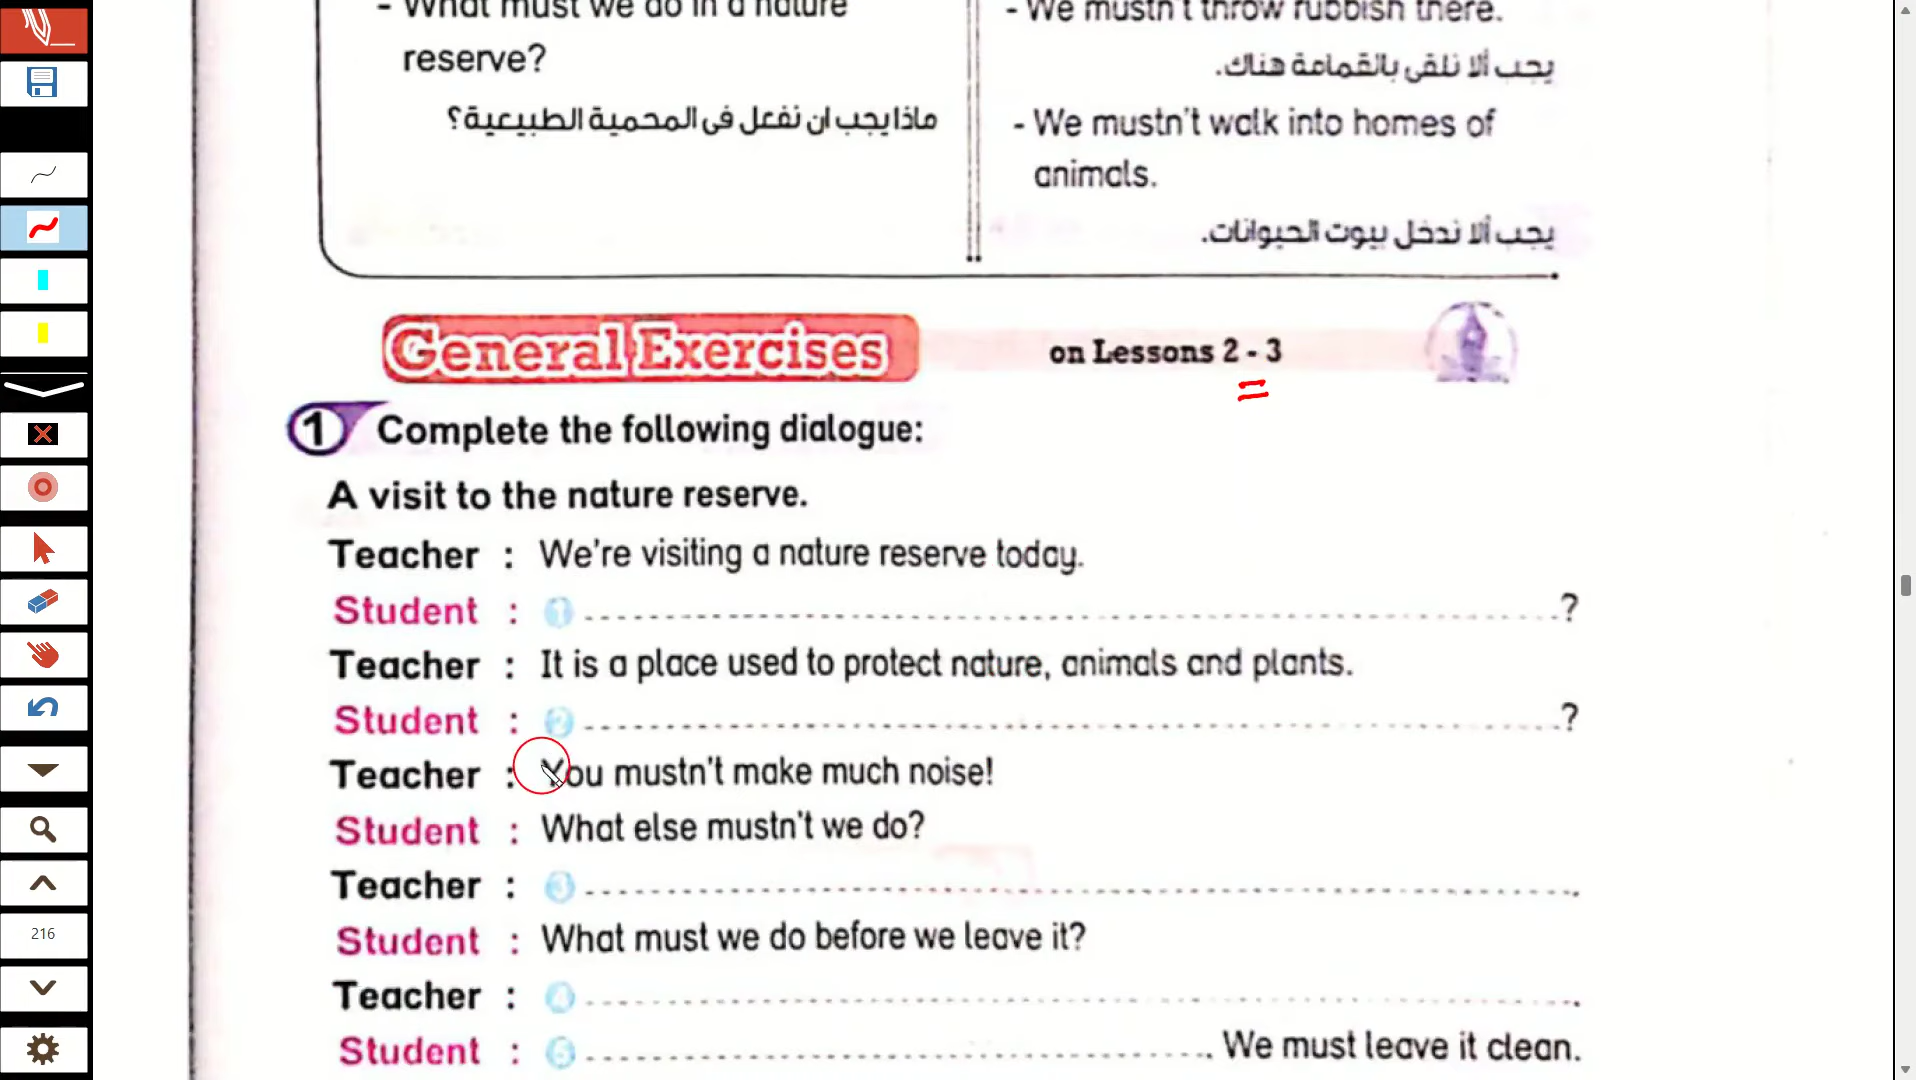 - What must we do in a nature
reserve?
ماذا يجب ان نفعل فى المحمية الطبيعية؟
- We mustn't throw rubbish there.
يجب ألا نلقى بالقمامة هناك.
- We mustn't walk into homes of
animals.
يجب ألا ندخل بيوت الحيوانات.
General Exercises on Lessons 2 - 3
1 Complete the following dialogue:
A visit to the nature reserve.
Teacher : We're visiting a nature reserve today.
Student : 1 ........................................ ?
Teacher : It is a place used to protect nature, animals and plants.
Student : 2 ........................................ ?
Teacher : You mustn't make much noise!
Student : What else mustn't we do?
Teacher : 3 ........................................ .
Student : What must we do before we leave it?
Teacher : 4 ........................................ .
Student : 5 ........................................ . We must leave it clean.
216